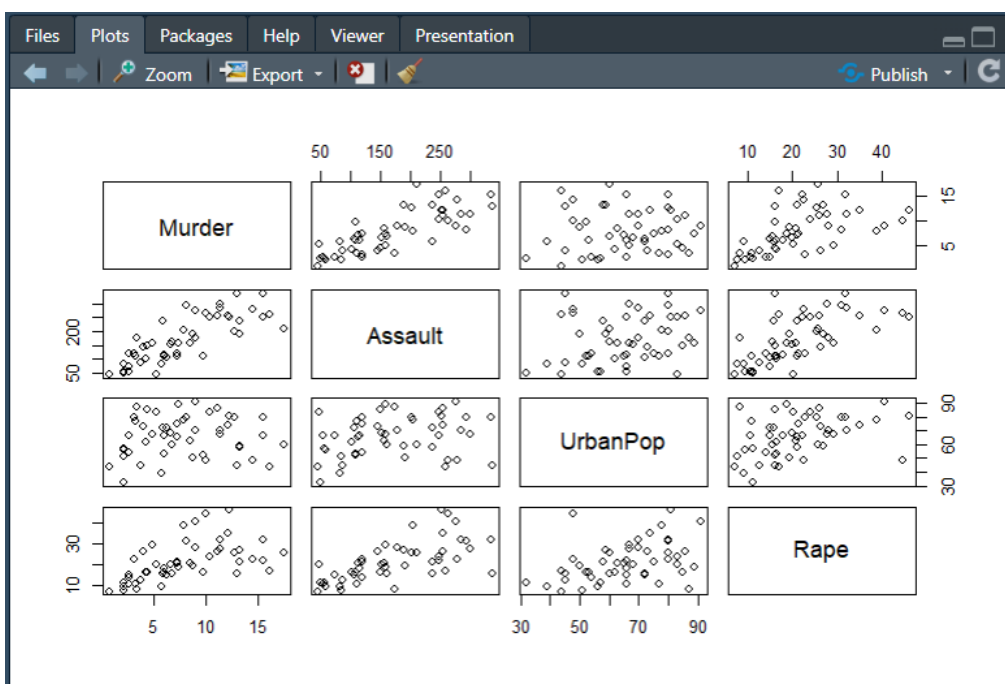 Files Plots Packages Help Viewer Presentation
Zoom Export Publish
50 150 250 10 20 30 40
Murder 5 15
50 200 Assault
UrbanPop 30 60 90
10 30 Rape
5 10 15 30 50 70 90